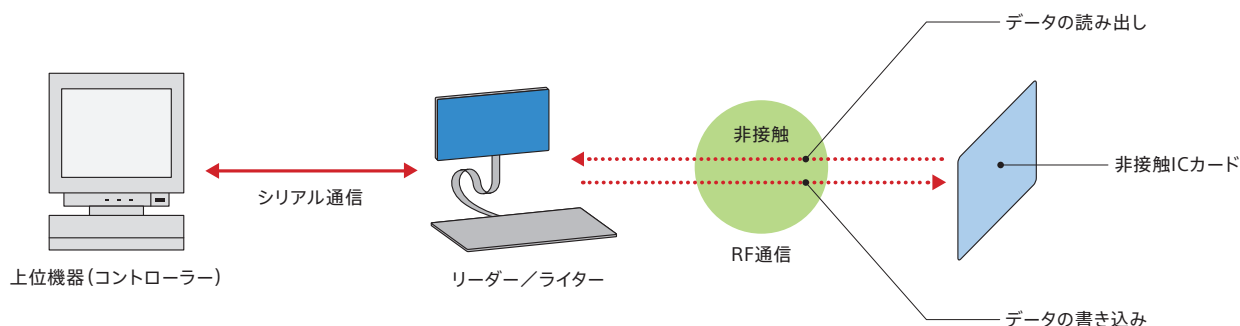 データの読み出し
非接触
非接触ICカード
シリアル通信
RF通信
上位機器(コントローラー)
リーダー／ライター
データの書き込み